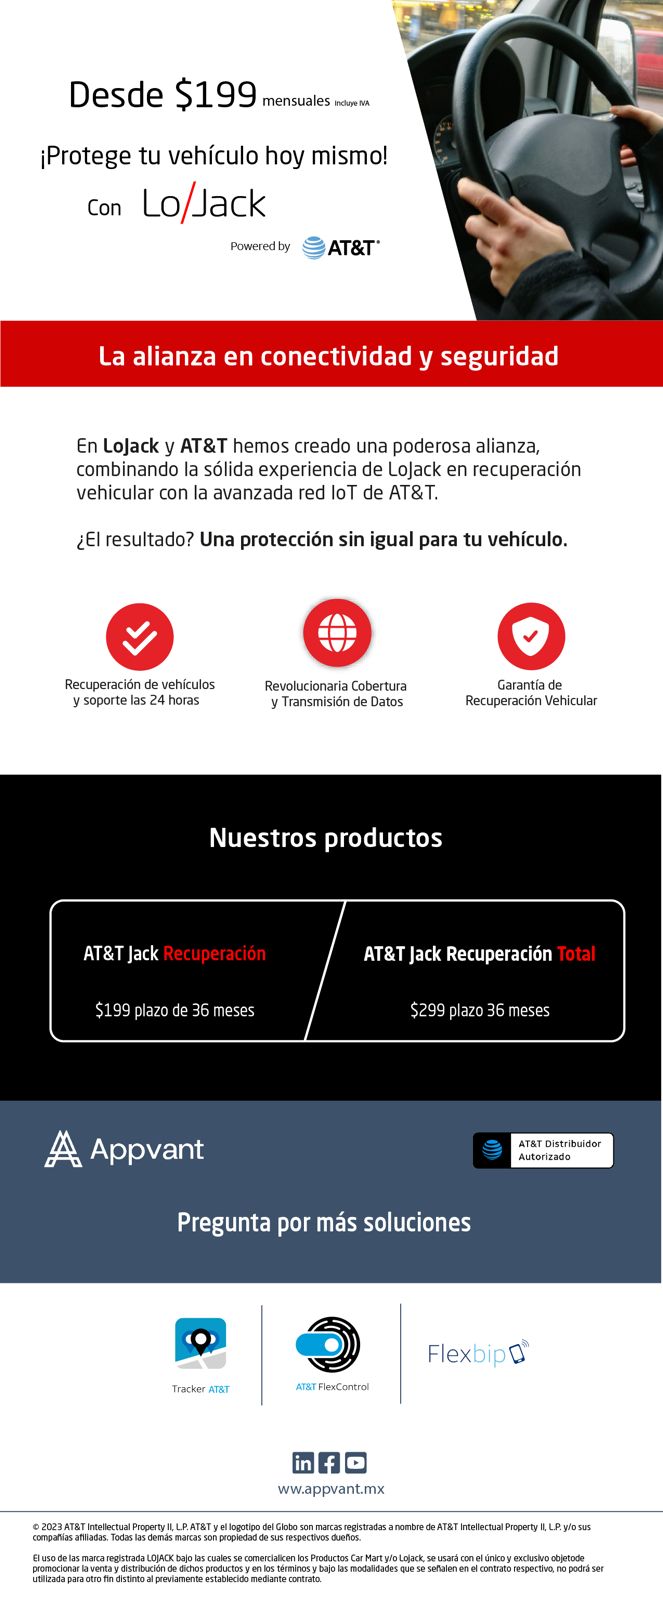 Desde $199 mensuales Incluye IVA
¡Protege tu vehículo hoy mismo!
Con LoJack
Powered by AT&T
La alianza en conectividad y seguridad
En LoJack y AT&T hemos creado una poderosa alianza,
combinando la sólida experiencia de LoJack en recuperación
vehicular con la avanzada red IoT de AT&T.
¿El resultado? Una protección sin igual para tu vehículo.
Recuperación de vehículos
y soporte las 24 horas
Revolucionaria Cobertura
y Transmisión de Datos
Garantía de
Recuperación Vehicular
Nuestros productos
AT&T Jack Recuperación
$199 plazo de 36 meses
AT&T Jack Recuperación Total
$299 plazo 36 meses
Appvant
AT&T Distribuidor
Autorizado
Pregunta por más soluciones
Tracker AT&T
AT&T FlexControl
Flexbip
ww.appvant.mx
© 2023 AT&T Intellectual Property II, L.P. AT&T y el logotipo del Globo son marcas registradas a nombre de AT&T Intellectual Property II, L.P. y/o sus
compañías afiliadas. Todas las demás marcas son propiedad de sus respectivos dueños.
El uso de las marca registrada LOJACK bajo las cuales se comercialicen los Productos Car Mart y/o Lojack, se usará con el único y exclusivo objetode
promocionar la venta y distribución de dichos productos y en los términos y bajo las modalidades que se señalen en el contrato respectivo, no podrá ser
utilizada para otro fin distinto al previamente establecido mediante contrato.